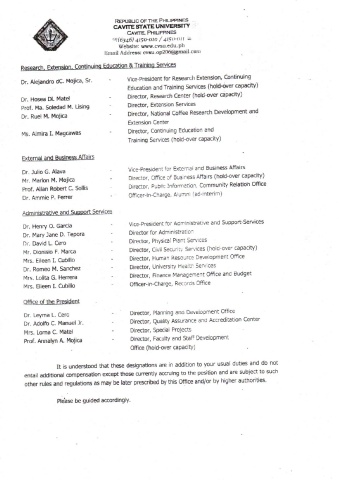 REPUBLIC OF THE PHILIPPINES
CAVITE STATE UNIVERSITY
CAVITE, PHILIPPINES
Website: www.cvsu.edu.ph
Research, Extension, Continuing Education & Training Services
Dr. Alejandro dC. Mojica, Sr. - Vice-President for Research Extension, Continuing
Education and Training Services (hold-over capacity)
Dr. Hosea DL Matel - Director, Research Center (hold-over capacity)
Prof. Ma. Soledad M. Lising - Director, Extension Services
Dr. Ruel M. Mojica - Director, National Coffee Research Development and
Extension Center
Ms. Almira I. Magcawas - Director, Continuing Education and
Training Services (hold-over capacity)
External and Business Affairs
Dr. Julio G. Alava - Vice-President for External and Business Affairs
Mr. Marlon M. Mojica - Director, Office of Business Affairs (hold-over capacity)
Prof. Allan Robert C. Solis - Director, Public Information, Community Relation Office
Dr. Ammie P. Ferrer - Officer-in-Charge, Alumni (ad-interim)
Administrative and Support Services
Dr. Henry O. Garcia - Vice-President for Administrative and Support Services
Dr. Mary Jane D. Tepora - Director for Administration
Dr. David L. Cero - Director, Physical Plant Services
Mr. Dionisio F. Marca - Director, Civil Security Services (hold-over capacity)
Mrs. Eileen I. Cubillo - Director, Human Resource Development Office
Dr. Romeo M. Sanchez - Director, University Health Services
Mrs. Lolita G. Herrera - Director, Finance Management Office and Budget
Mrs. Eileen I. Cubillo - Officer-in-Charge, Records Office
Office of the President
Dr. Leyma L. Cero - Director, Planning and Development Office
Dr. Adolfo C. Manuel Jr. - Director, Quality Assurance and Accreditation Center
Mrs. Lorna C. Matel - Director, Special Projects
Prof. Annalyn A. Mojica - Director, Faculty and Staff Development
Office (hold-over capacity)
It is understood that these designations are in addition to your usual duties and do not
entail additional compensation except those currently accruing to the position and are subject to such
other rules and regulations as may be later prescribed by this Office and/or by higher authorities.
Please be guided accordingly.